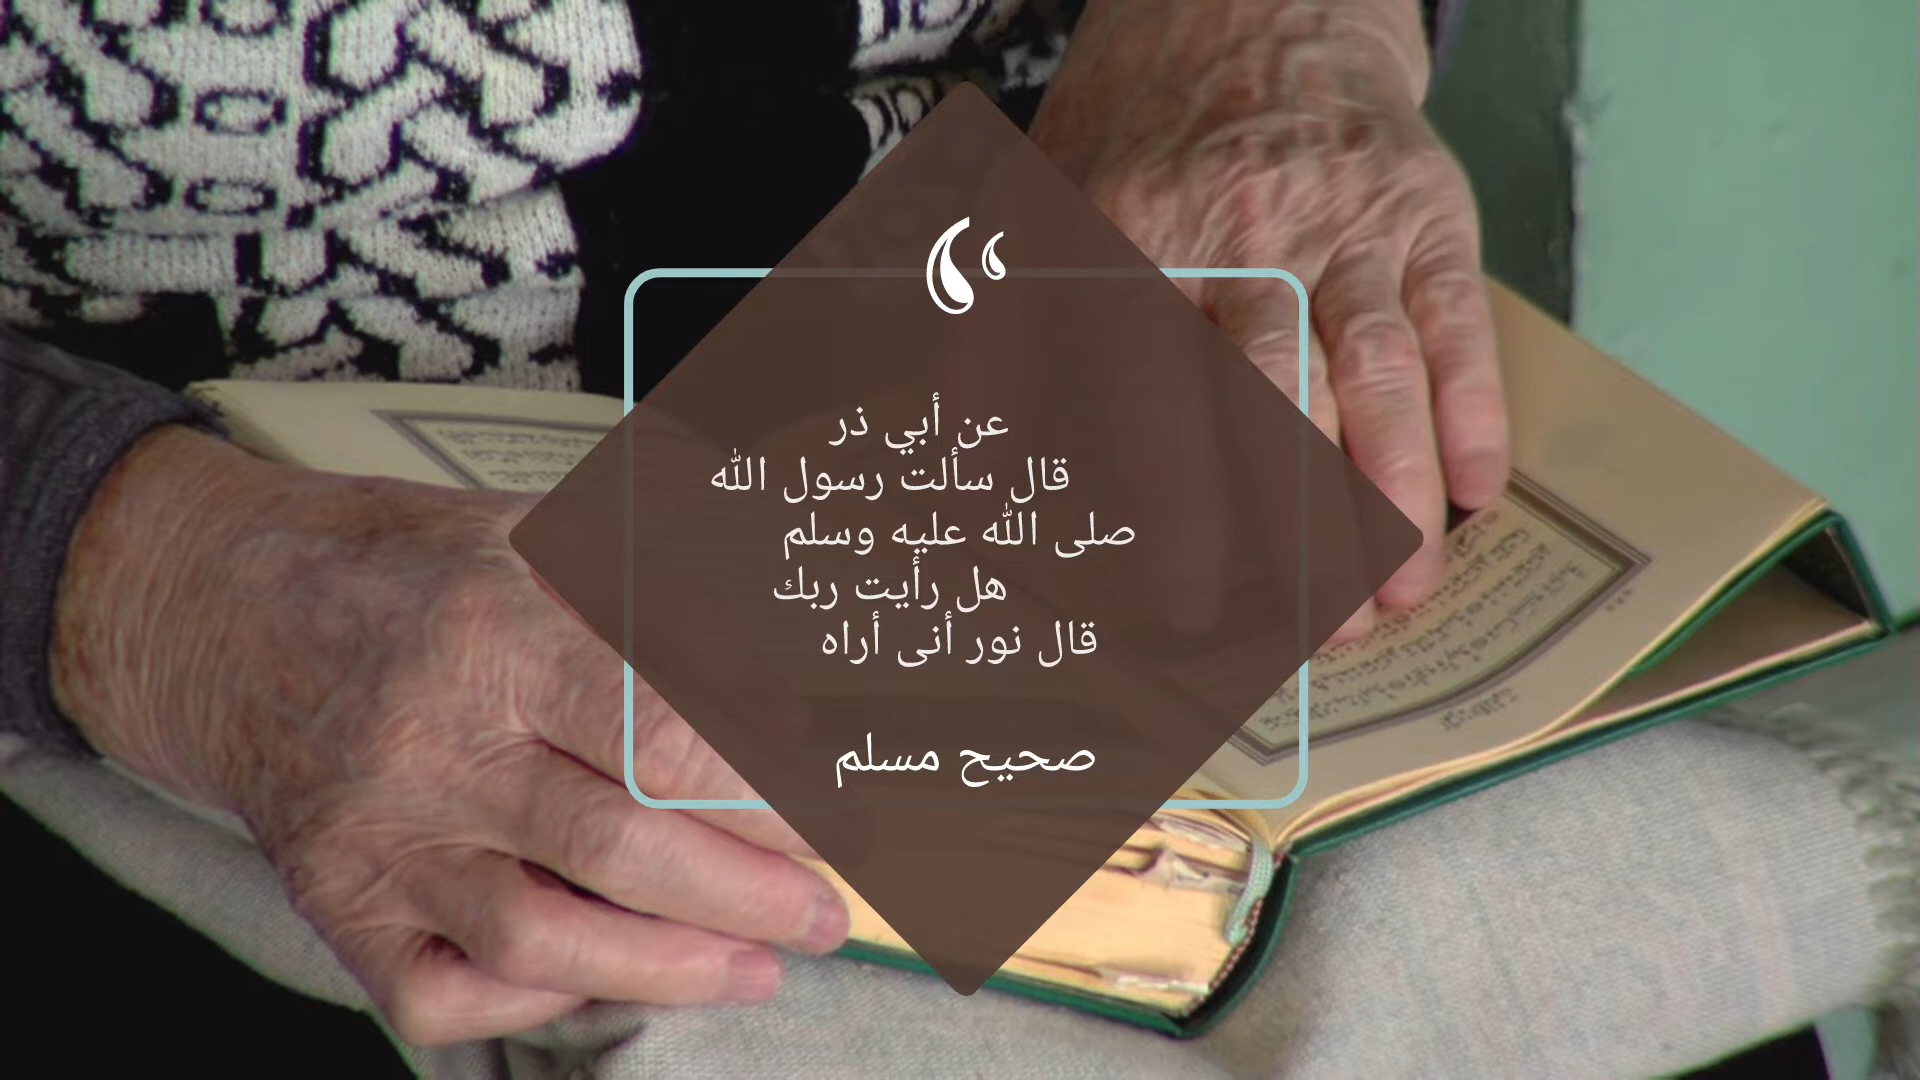 عن أبي ذر
قال سألت رسول الله
صلى الله عليه وسلم
هل رأيت ربك
قال نور أنى أراه
صحيح مسلم